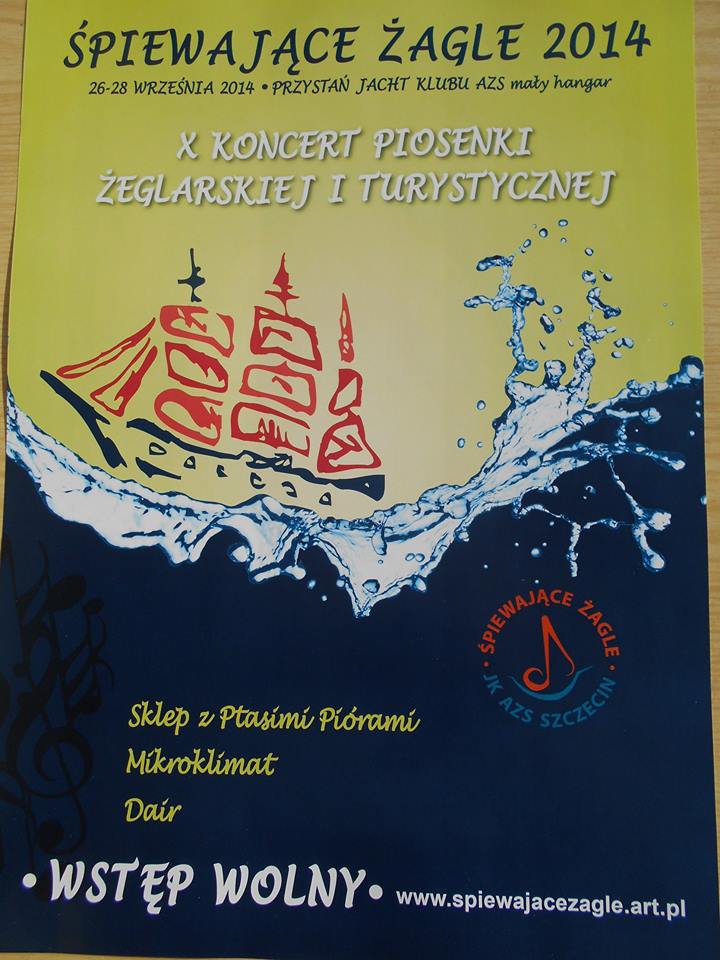 ŚPIEWAJĄCE ŻAGLE 2014
26-28 WRZEŚNIA 2014 • PRZYSTAŃ JACHT KLUBU AZS mały hangar
X KONCERT PIOSENKI
ŻEGLARSKIEJ I TURYSTYCZNEJ
• ŚPIEWAJĄCE ŻAGLE •
JK AZS SZCZECIN
Sklep z Ptasimi Piórami
Mikroklimat
Dair
• WSTĘP WOLNY •
www.spiewajacezagle.art.pl